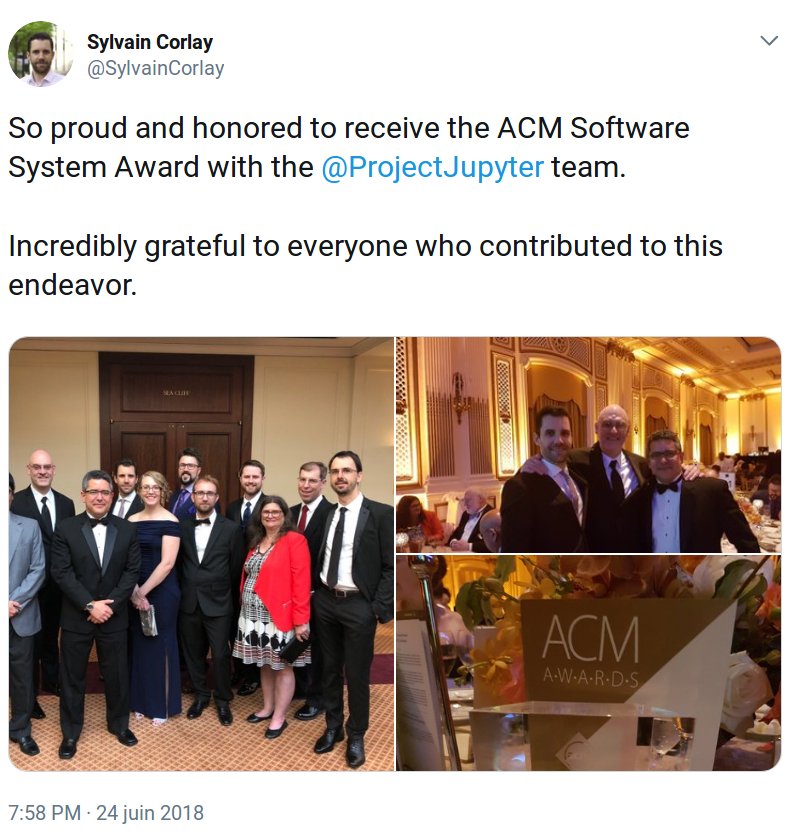 Sylvain Corlay
@SylvainCorlay
So proud and honored to receive the ACM Software
System Award with the @ProjectJupyter team.
Incredibly grateful to everyone who contributed to this
endeavor.
SEA CLIFF
ACM
A·W·A·R·D·S
7:58 PM · 24 juin 2018